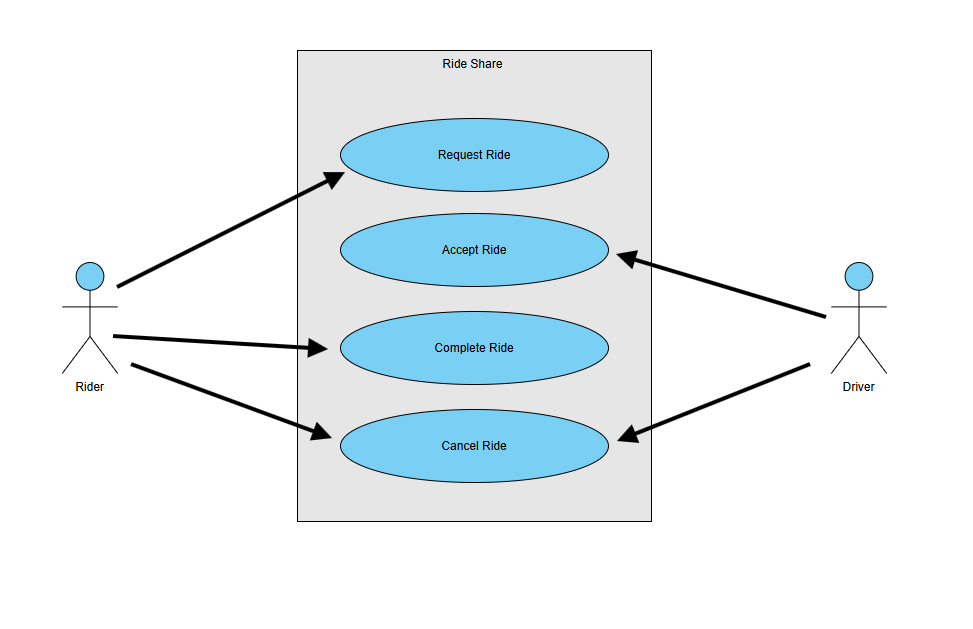 Ride Share
Request Ride
Accept Ride
Complete Ride
Cancel Ride
Rider
Driver